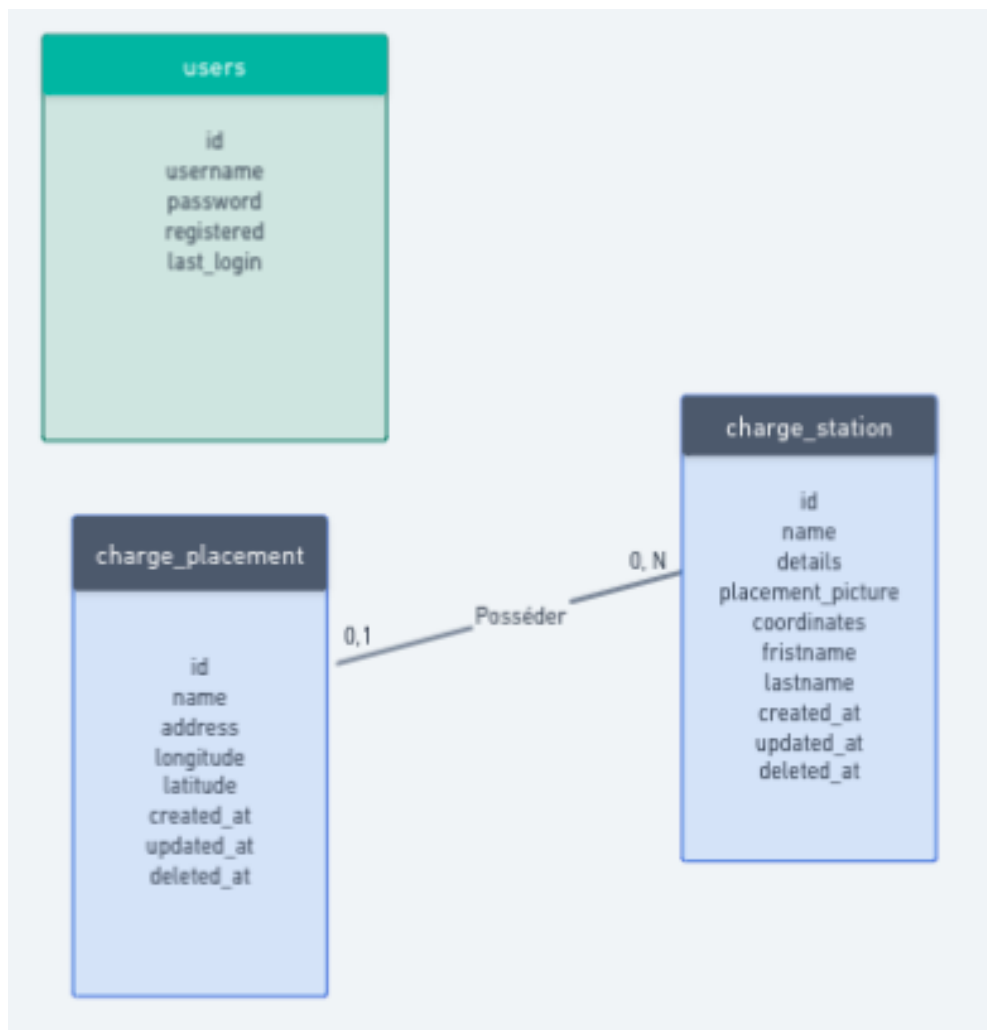 users
id
username
password
registered
last_login
charge_station
id
name
details
placement_picture
coordinates
fristname
lastname
created_at
updated_at
deleted_at
0, N
Posséder
0,1
charge_placement
id
name
address
longitude
latitude
created_at
updated_at
deleted_at